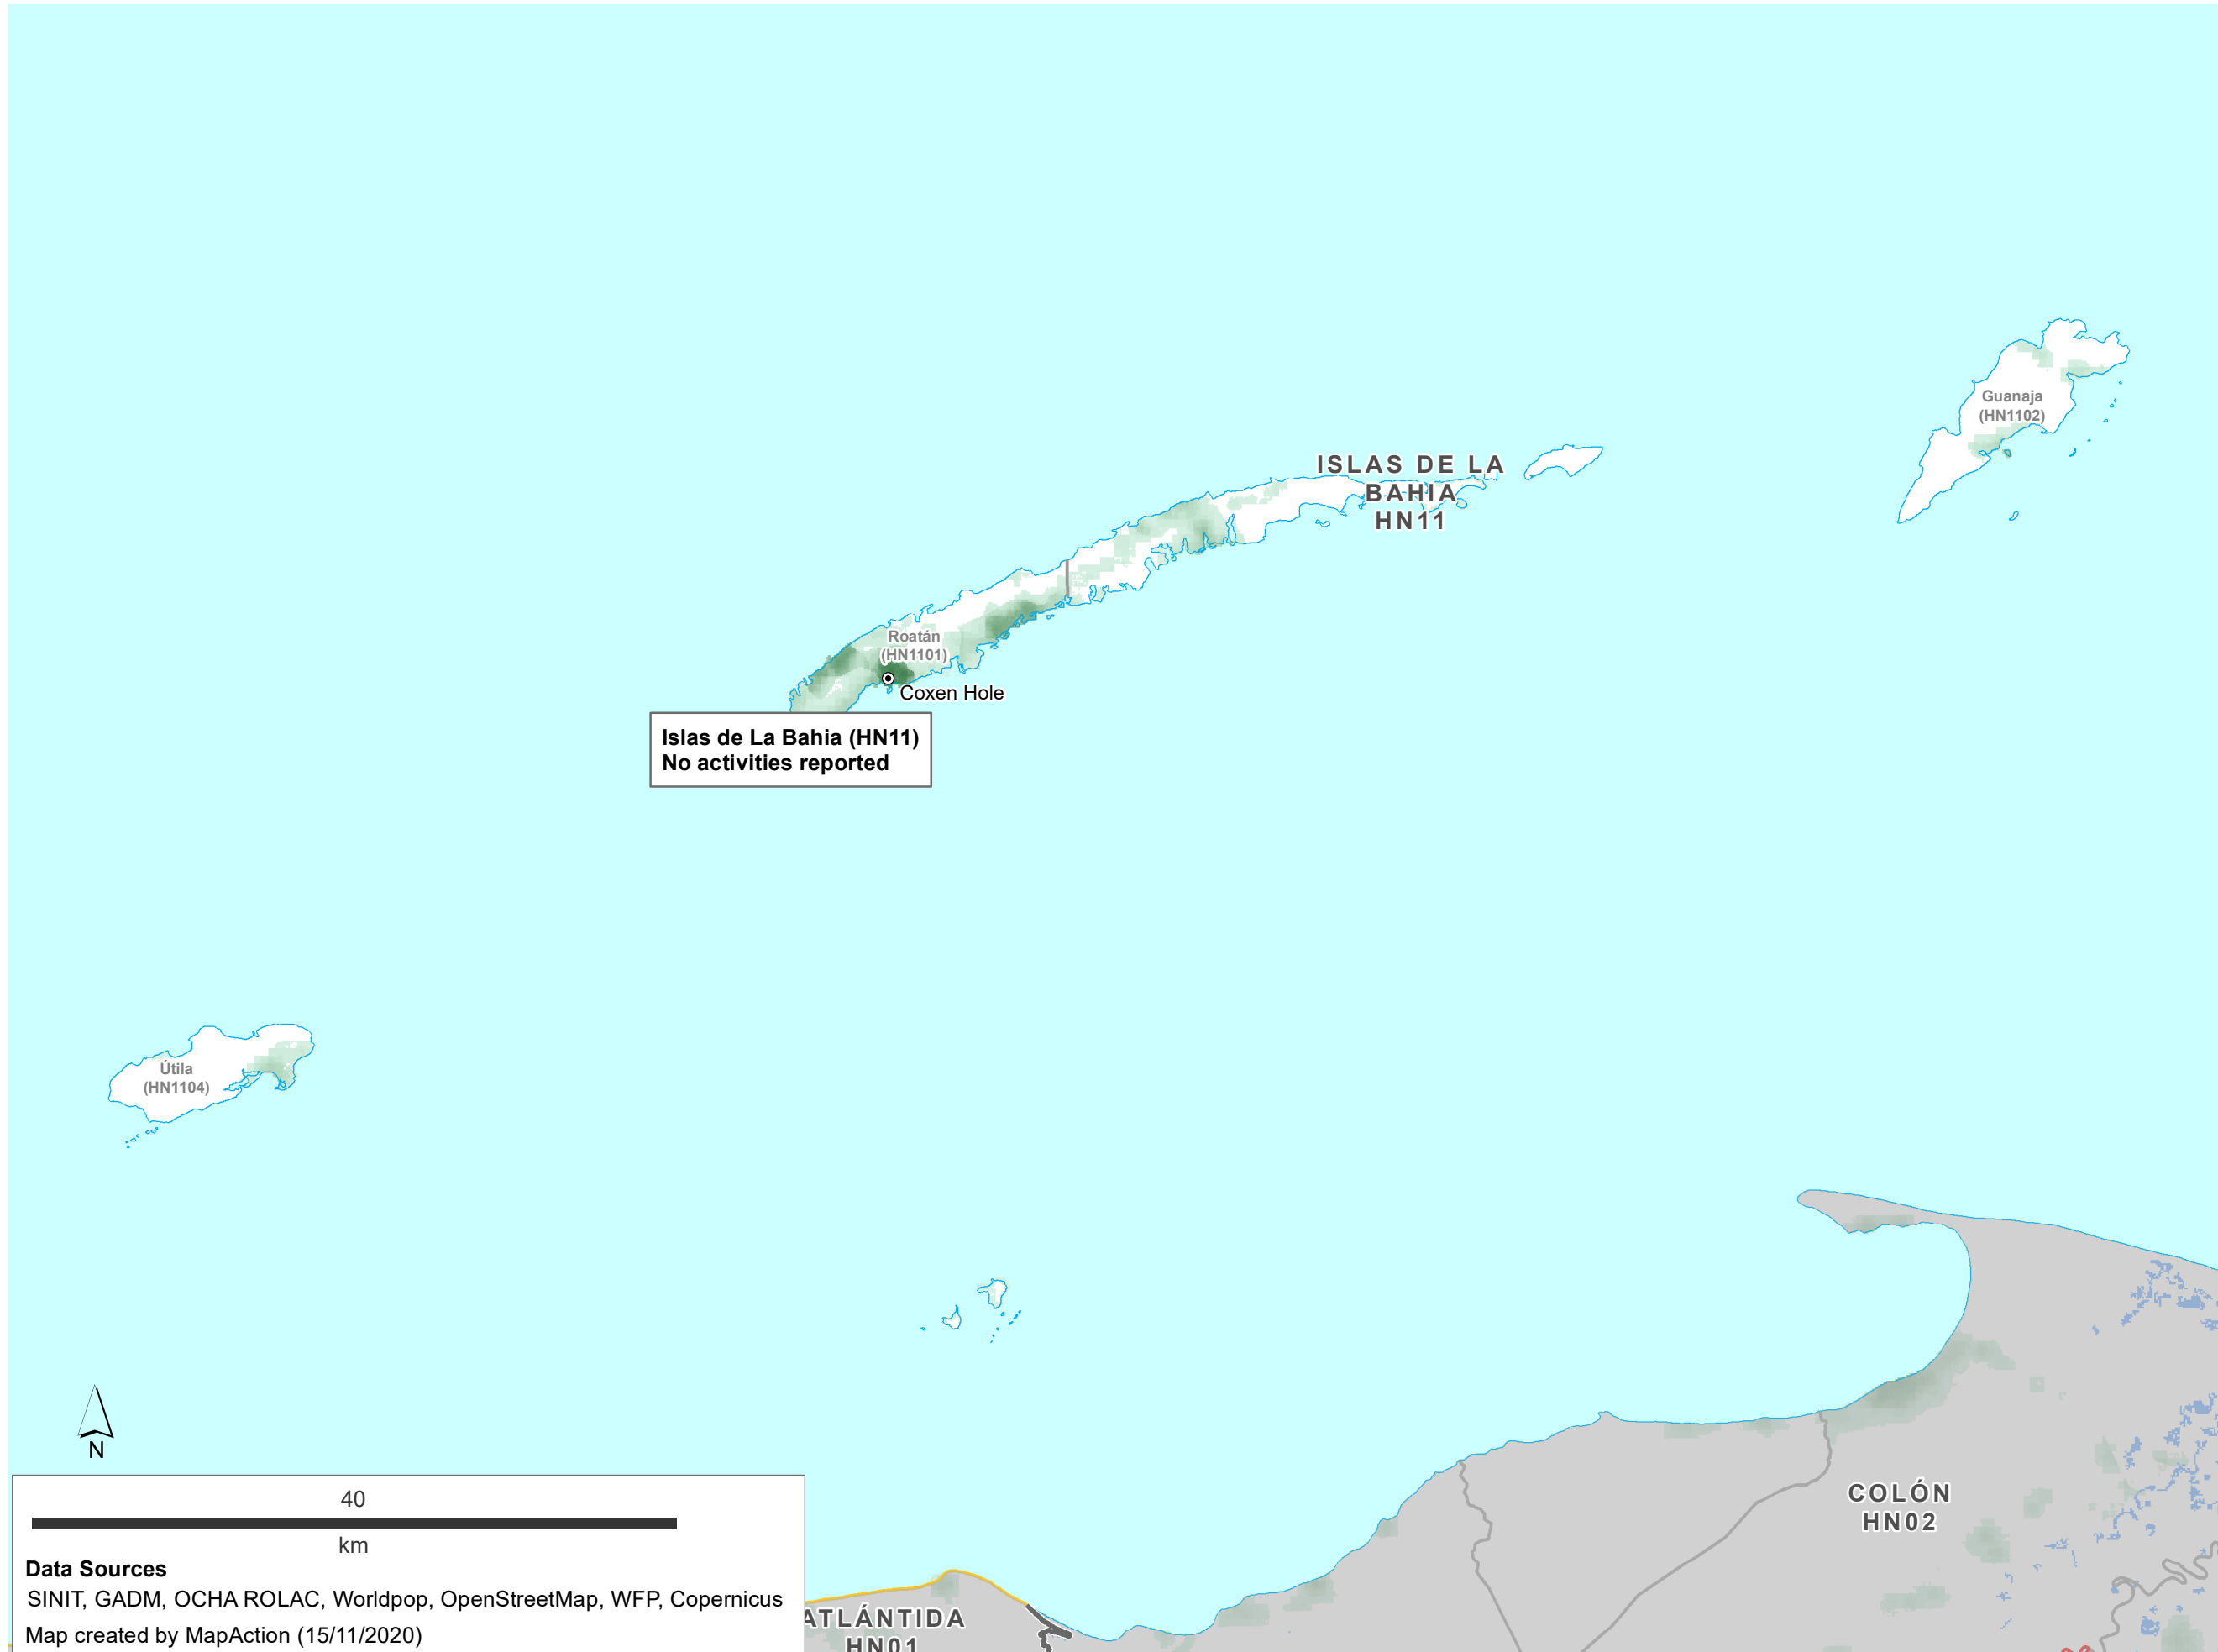 Guanaja
(HN1102)
ISLAS DE LA
BAHIA
HN11
Roatán
(HN1101)
Coxen Hole
Islas de La Bahia (HN11)
No activities reported
Útila
(HN1104)
N
40
km
Data Sources
SINIT, GADM, OCHA ROLAC, Worldpop, OpenStreetMap, WFP, Copernicus
Map created by MapAction (15/11/2020)
COLÓN
HN02
ATLÁNTIDA
HN01